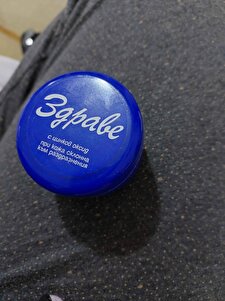 Здраве
с цинков оксид
при кожа склонна
към раздразнения